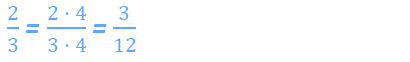 2/3 = 2 · 4/3 · 4 = 3/12